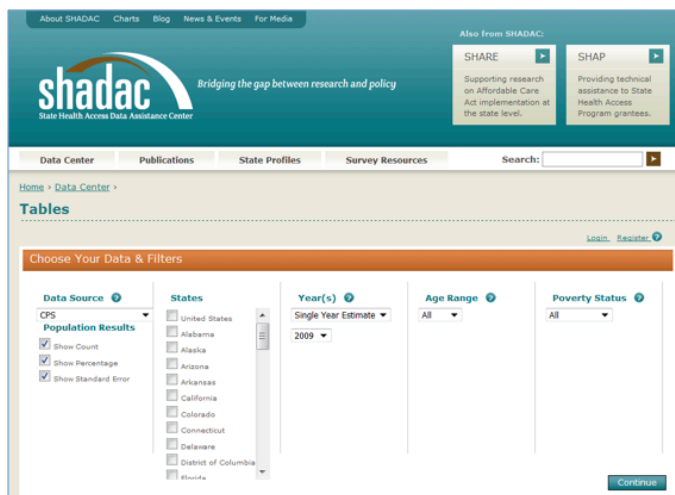 About SHADAC Charts Blog News & Events For Media
Also from SHADAC:
SHARE
Supporting research
on Affordable Care
Act implementation at
the state level.
SHAP
Providing technical
assistance to State
Health Access
Program grantees.
shadac
State Health Access Data Assistance Center
Bridging the gap between research and policy
Data Center Publications State Profiles Survey Resources Search:
Home › Data Center ›
Tables
Login Register ?
Choose Your Data & Filters
Data Source ?
CPS
Population Results
Show Count
Show Percentage
Show Standard Error
States
United States
Alabama
Alaska
Arizona
Arkansas
California
Colorado
Connecticut
Delaware
District of Columbia
Florida
Year(s) ?
Single Year Estimate
2009
Age Range ?
All
Poverty Status ?
All
Continue